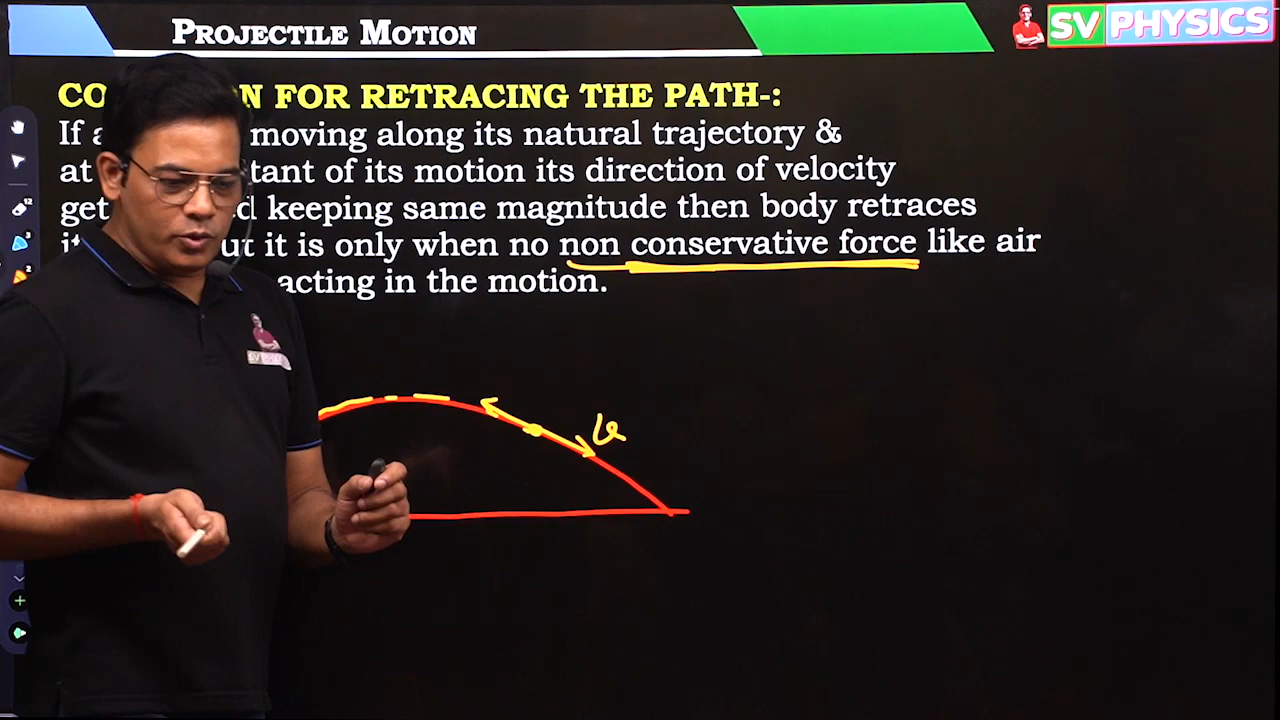 PROJECTILE MOTION
SV PHYSICS
CO N FOR RETRACING THE PATH-:
If a moving along its natural trajectory &
at tant of its motion its direction of velocity
get d keeping same magnitude then body retraces
it ut it is only when no non conservative force like air
acting in the motion.